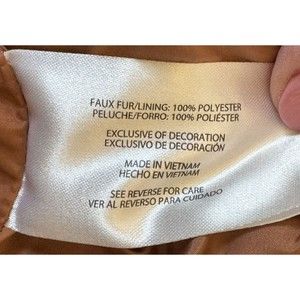 FAUX FUR/LINING: 100% POLYESTER
PELUCHE/FORRO: 100% POLIÉSTER
EXCLUSIVE OF DECORATION
EXCLUSIVO DE DECORACIÓN
MADE IN VIETNAM
HECHO EN VIETNAM
SEE REVERSE FOR CARE
VER AL REVERSO PARA CUIDADO